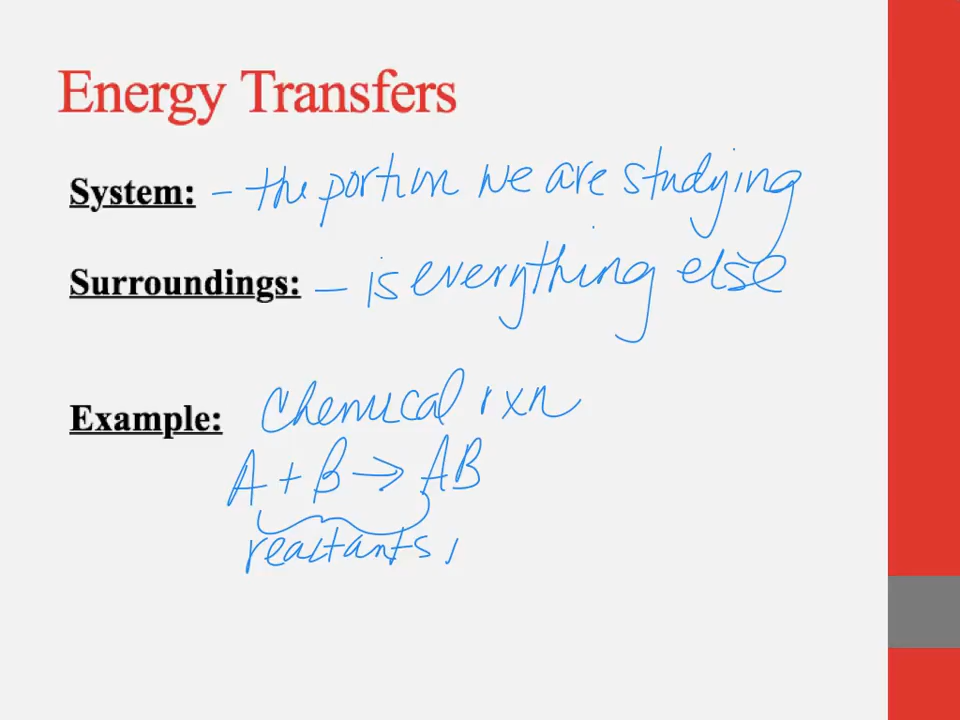 Energy Transfers
System: - the portion we are studying
Surroundings: - is everything else
Example: Chemical rxn
A + B → AB
reactants,